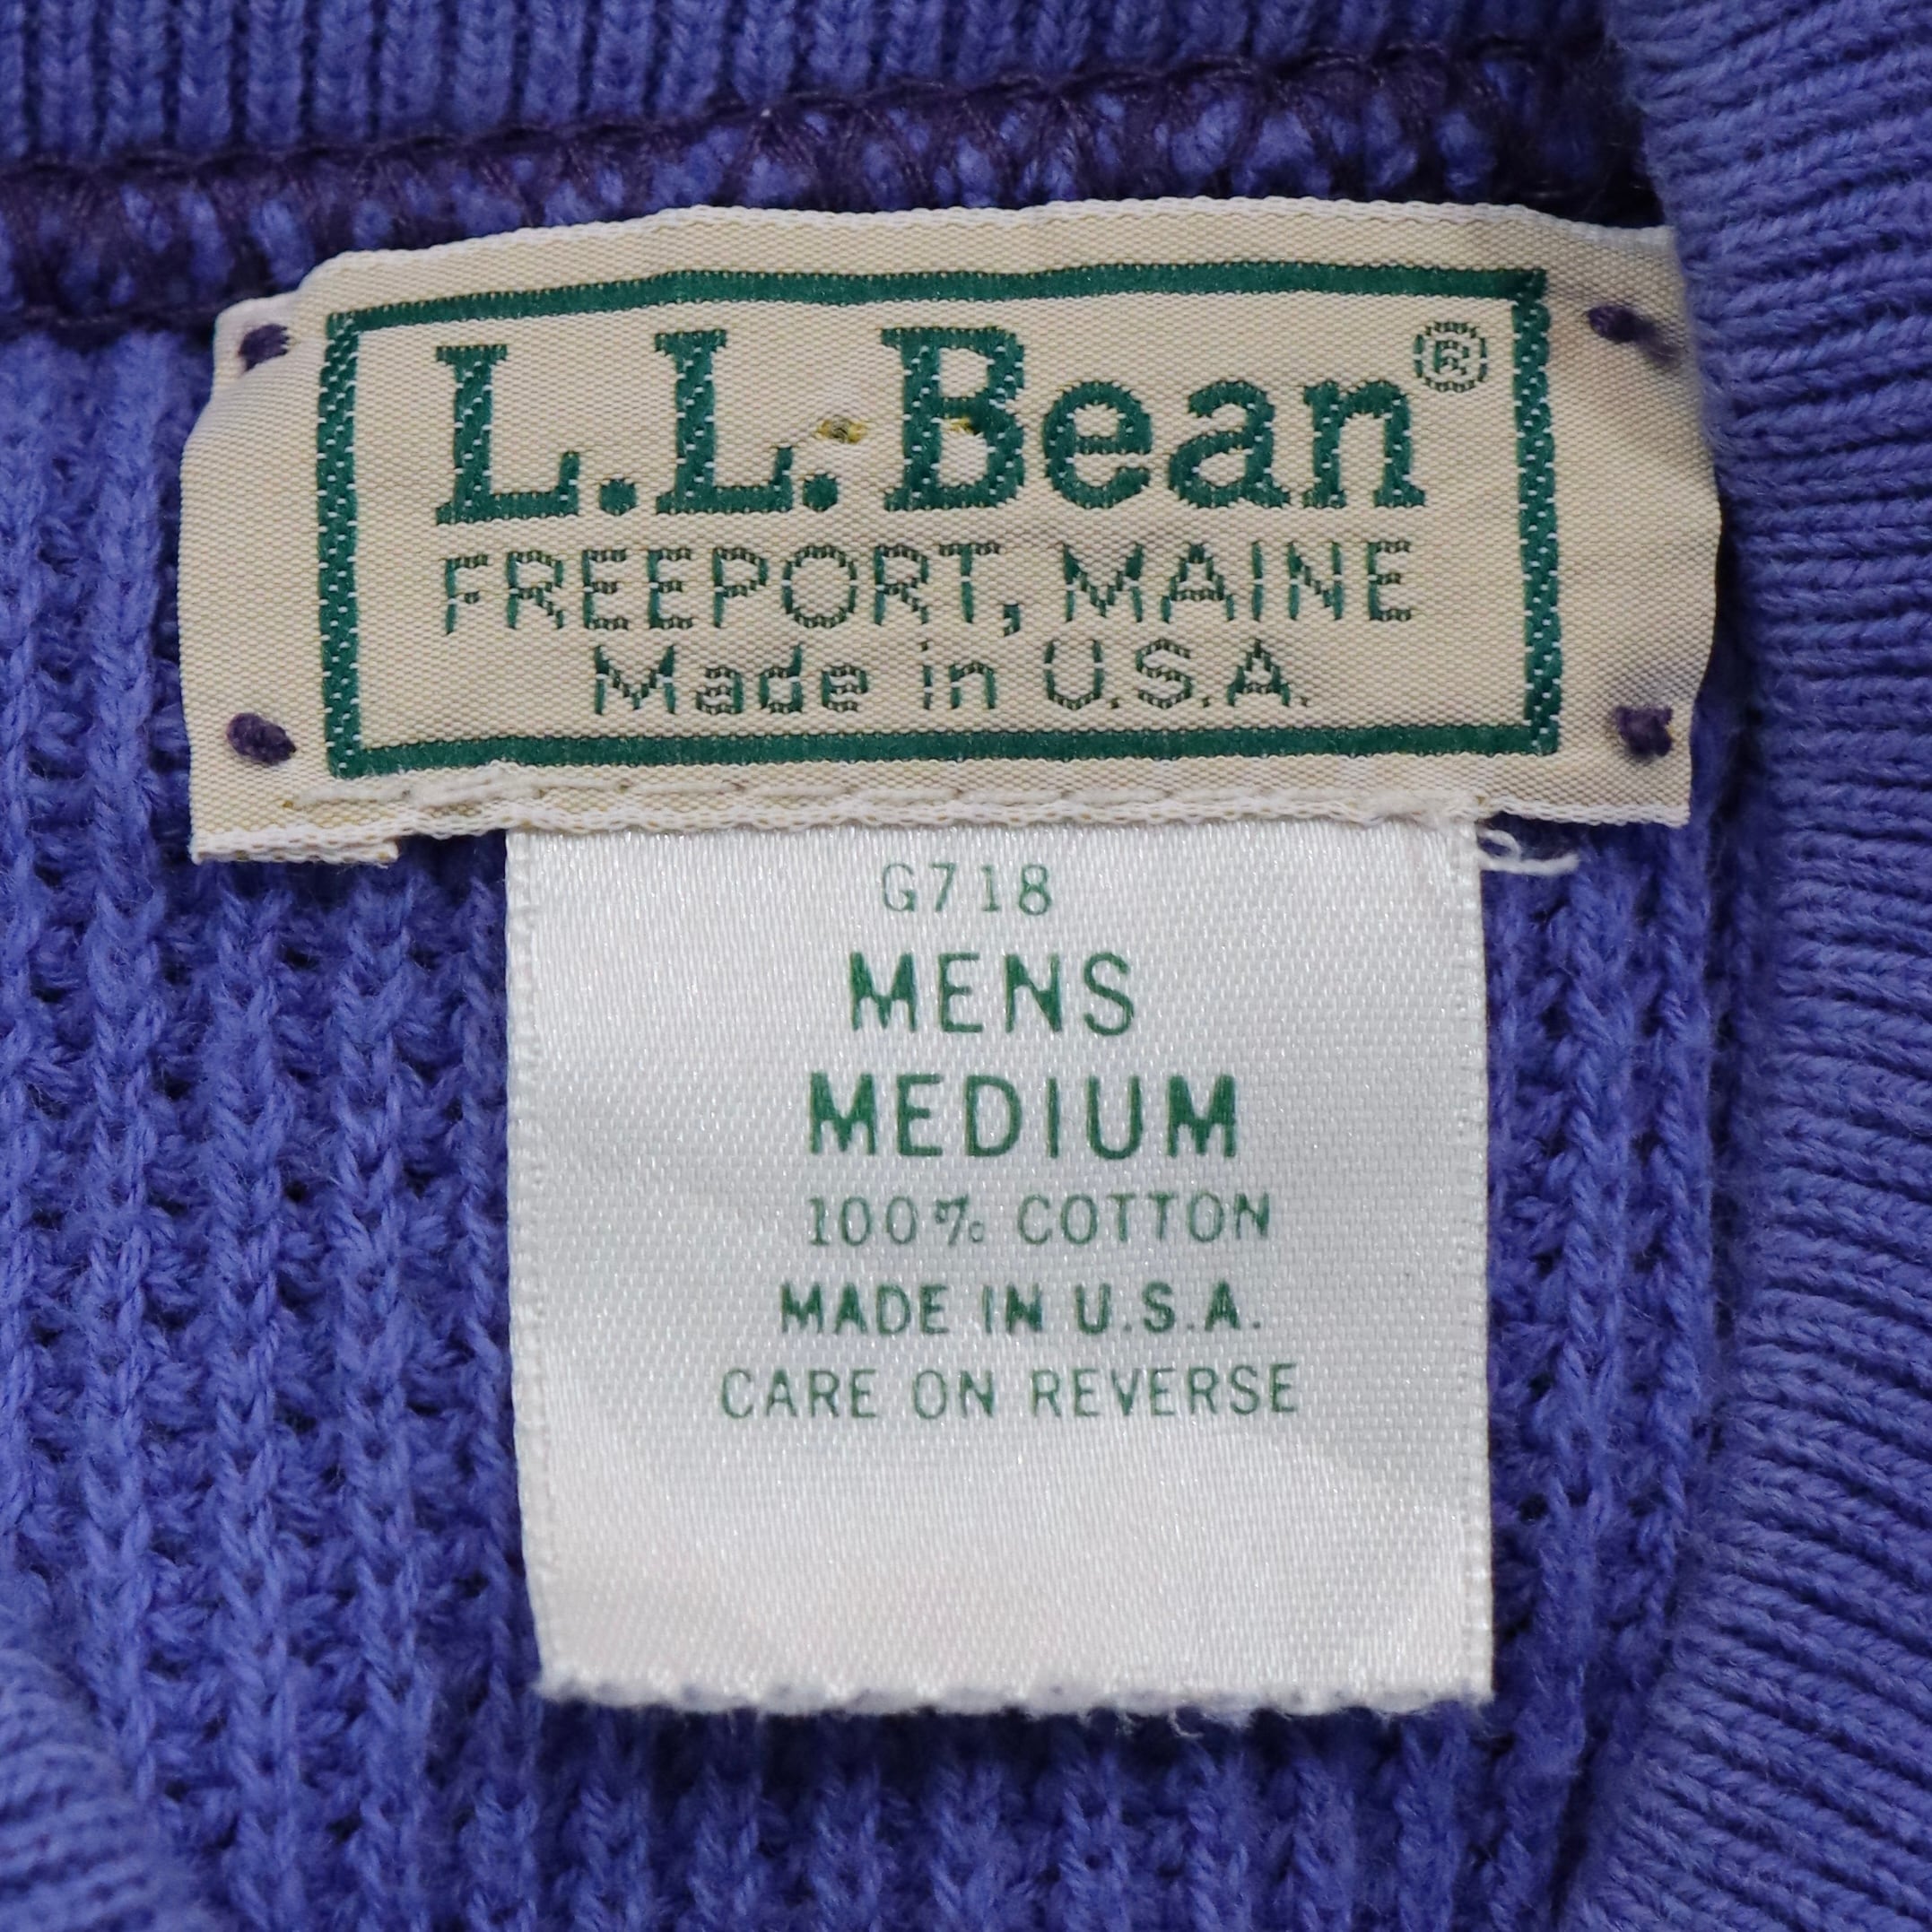 L.L.Bean®
FREEPORT, MAINE
Made in U.S.A.
G718
MENS
MEDIUM
100% COTTON
MADE IN U.S.A.
CARE ON REVERSE